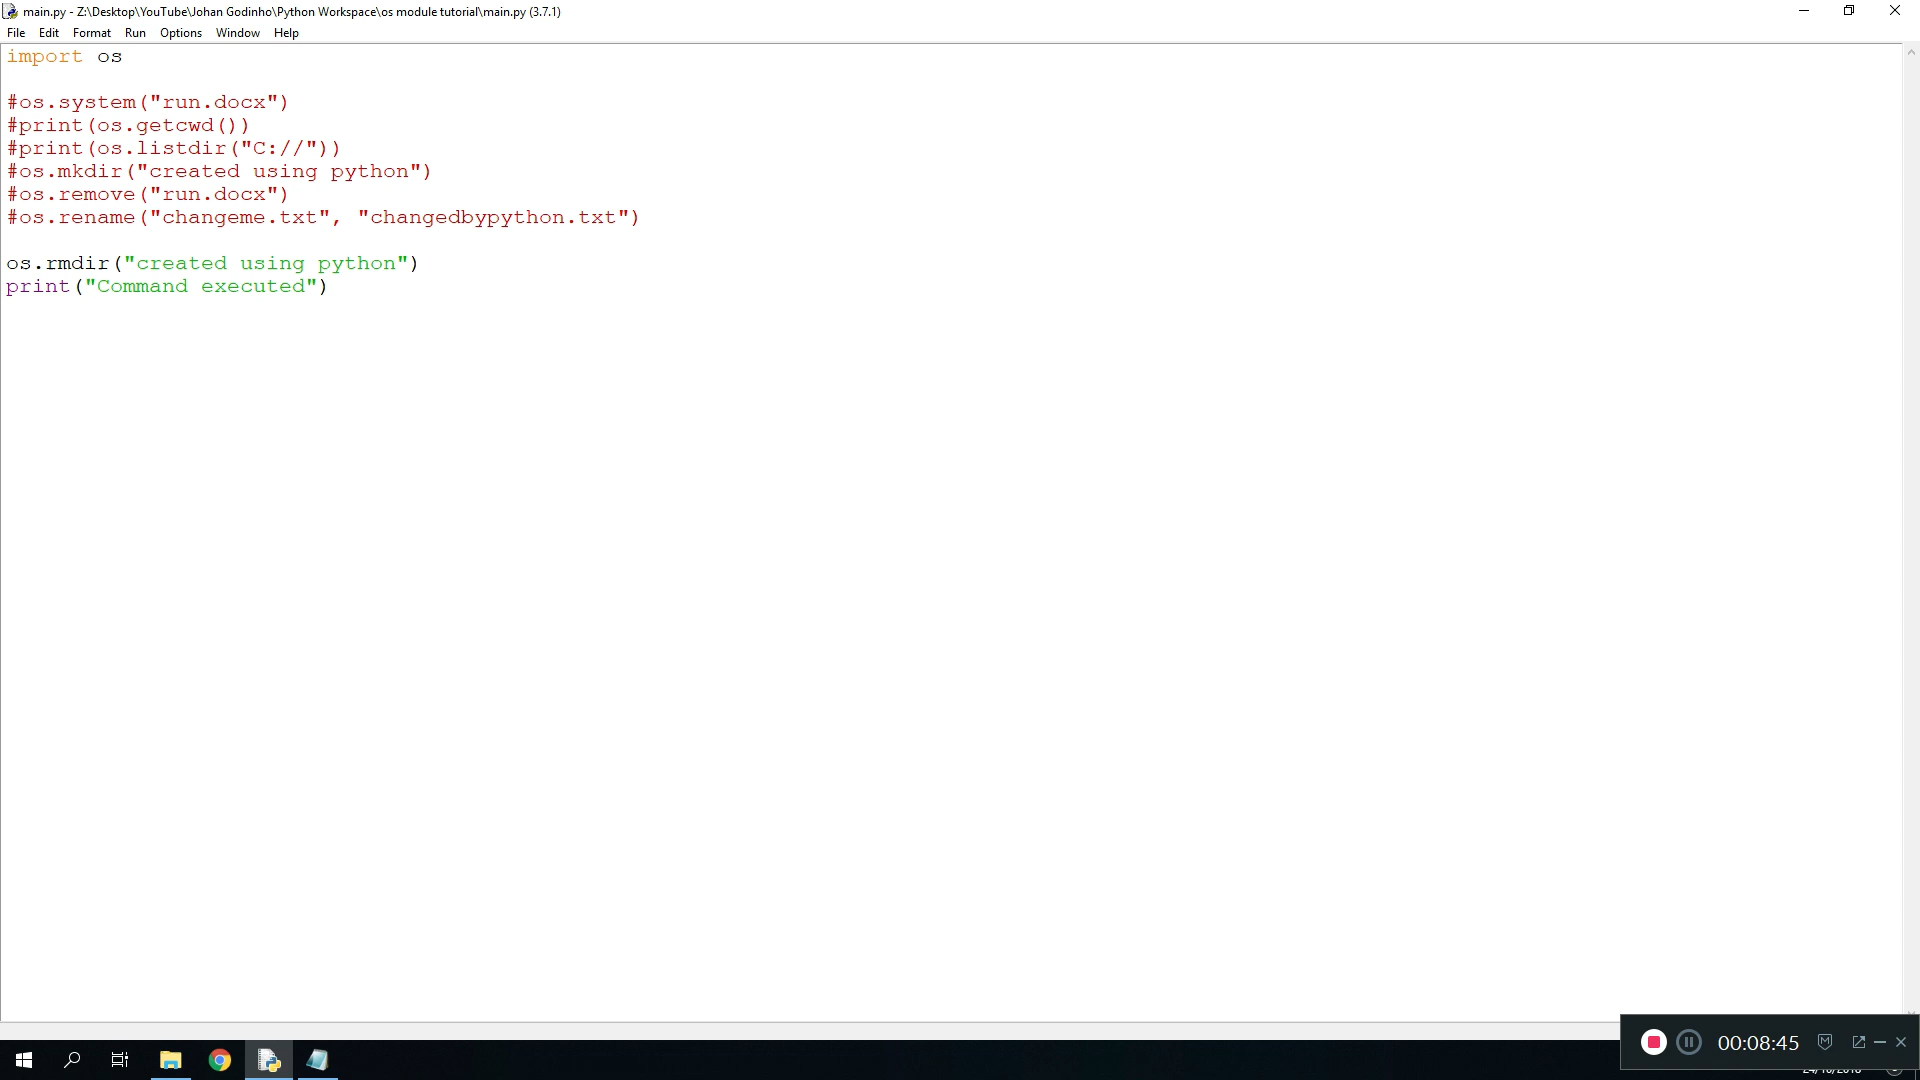 main.py - Z:\Desktop\YouTube\Johan Godinho\Python Workspace\os module tutorial\main.py (3.7.1)
File Edit Format Run Options Window Help
import os
#os.system("run.docx")
#print(os.getcwd())
#print(os.listdir("C://"))
#os.mkdir("created using python")
#os.remove("run.docx")
#os.rename("changeme.txt", "changedbypython.txt")
os.rmdir("created using python")
print("Command executed")
00:08:45